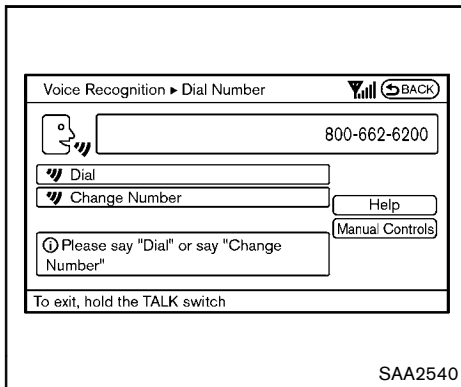 Voice Recognition ▸ Dial Number BACK
800-662-6200
Dial
Change Number
Help
Manual Controls
Please say "Dial" or say "Change
Number"
To exit, hold the TALK switch
SAA2540